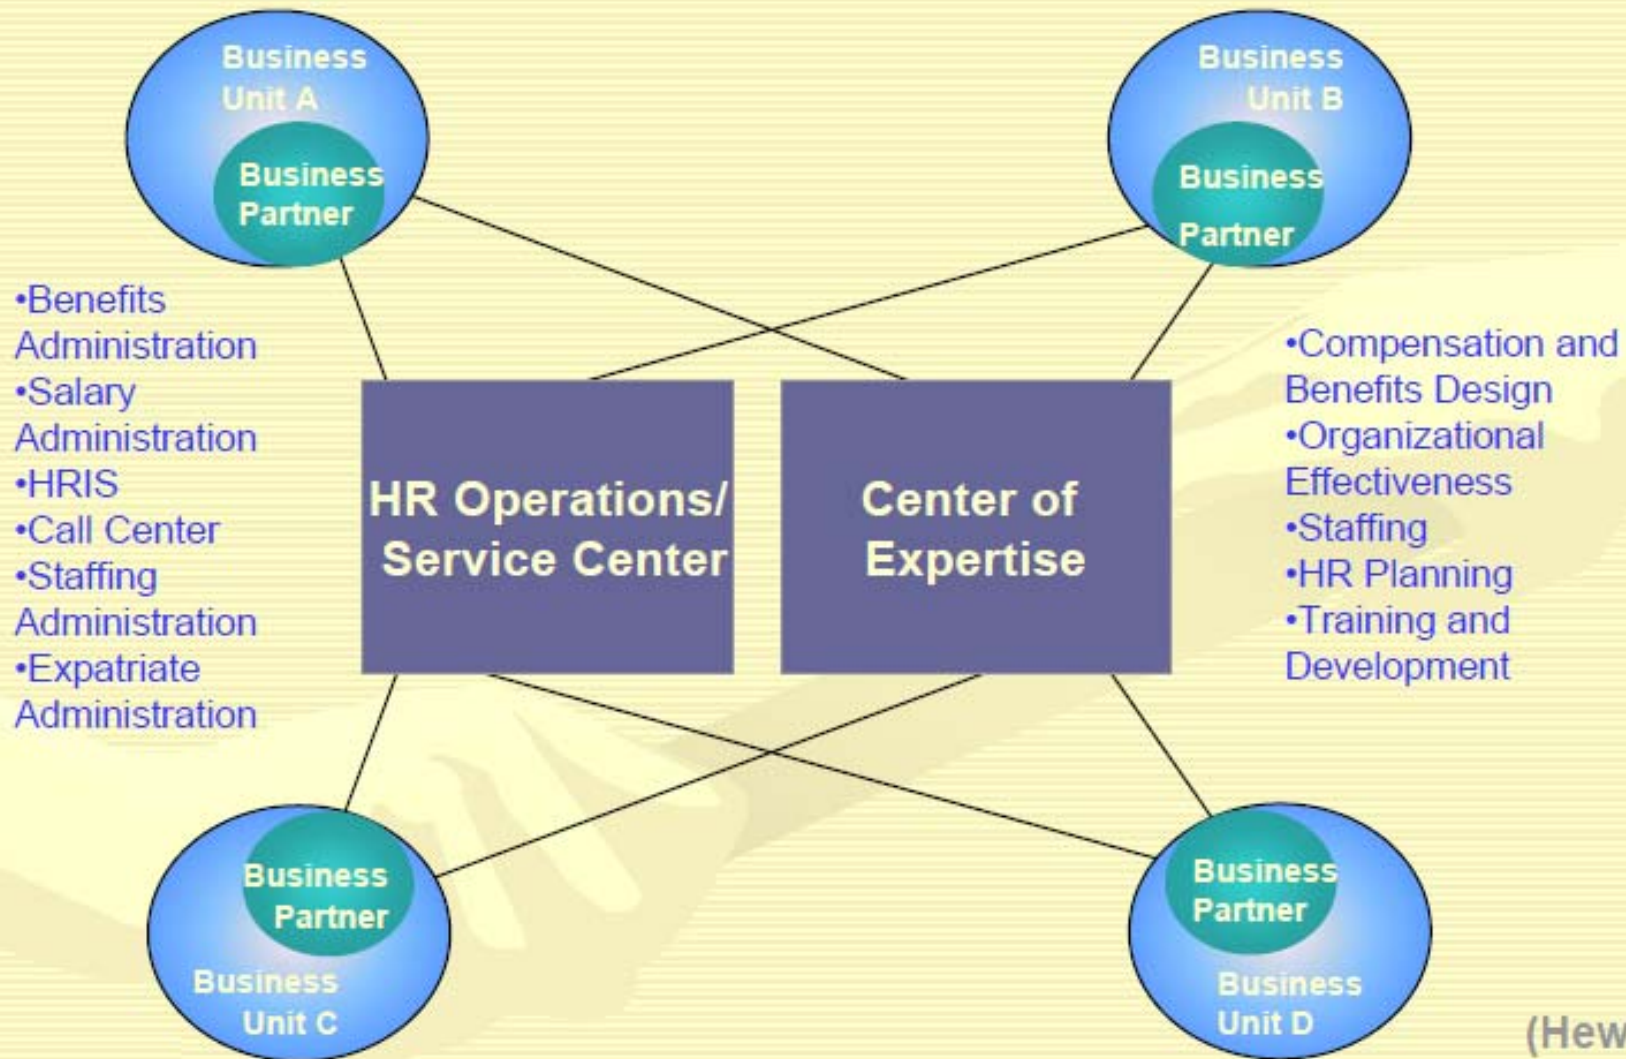 Business
Unit A
Business
Partner
Business
Unit B
Business
Partner
•Benefits
Administration
•Salary
Administration
•HRIS
•Call Center
•Staffing
Administration
•Expatriate
Administration
HR Operations/
Service Center
Center of
Expertise
•Compensation and
Benefits Design
•Organizational
Effectiveness
•Staffing
•HR Planning
•Training and
Development
Business
Partner
Business
Unit C
Business
Partner
Business
Unit D
(Hew